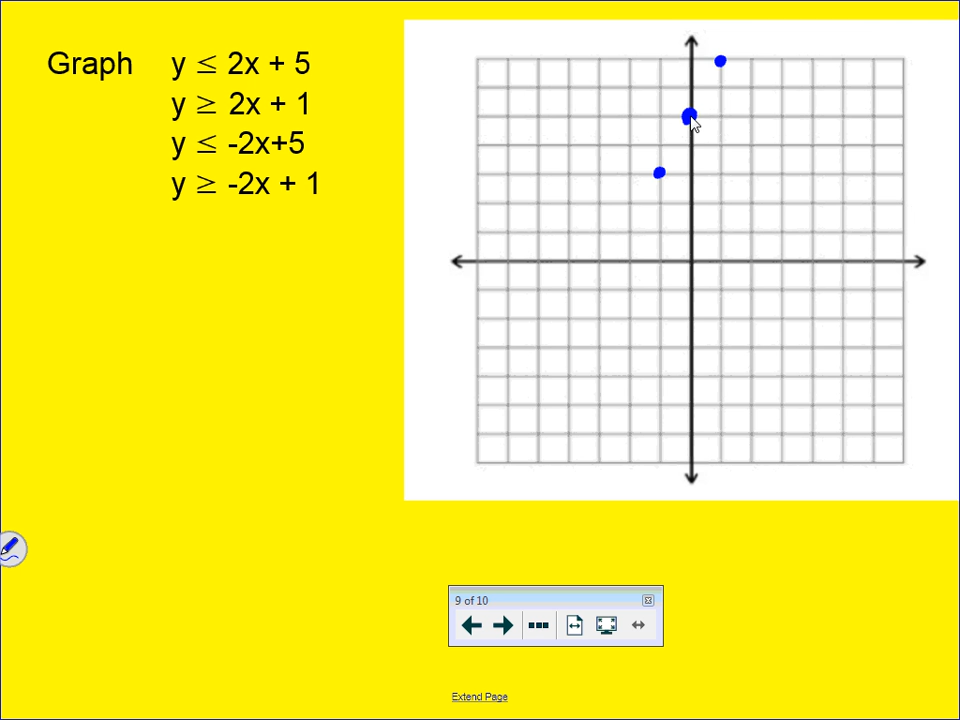 Graph y ≤ 2x + 5
y ≥ 2x + 1
y ≤ -2x+5
y ≥ -2x + 1
9 of 10
Extend Page